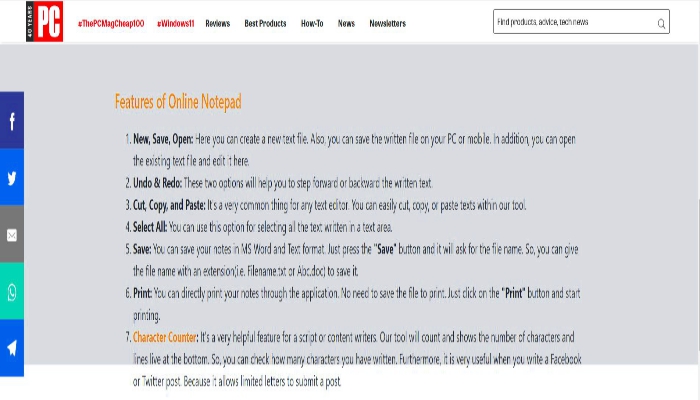 40 YEARS
PC
#ThePCMagCheap100 #Windows11 Reviews Best Products How-To News Newsletters
Find products, advice, tech news
Features of Online Notepad
1. New, Save, Open: Here you can create a new text file. Also, you can save the written file on your PC or mobile. In addition, you can open
the existing text file and edit it here.
2. Undo & Redo: These two options will help you to step forward or backward the written text.
3. Cut, Copy, and Paste: It's a very common thing for any text editor. You can easily cut, copy, or paste texts within our tool.
4. Select All: You can use this option for selecting all the text written in a text area.
5. Save: You can save your notes in MS Word and Text format. Just press the "Save" button and it will ask for the file name. So, you can give
the file name with an extension(i.e. Filename.txt or Abc.doc) to save it.
6. Print: You can directly print your notes through the application. No need to save the file to print. Just click on the "Print" button and start
printing.
7. Character Counter: It's a very helpful feature for a script or content writers. Our tool will count and shows the number of characters and
lines live at the bottom. So, you can check how many characters you have written. Furthermore, it is very useful when you write a Facebook
or Twitter post. Because it allows limited letters to submit a post.